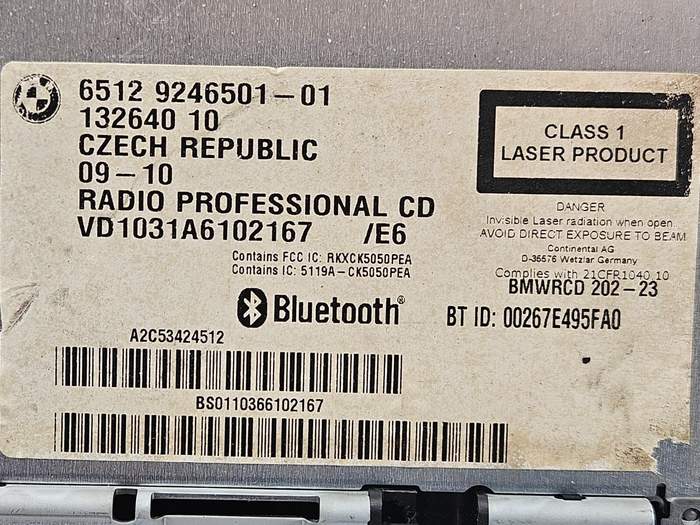 6512 9246501-01
132640 10
CZECH REPUBLIC
09-10
RADIO PROFESSIONAL CD
VD1031A6102167 /E6
Contains FCC IC: RKXCK5050PEA
Contains IC: 5119A-CK5050PEA
CLASS 1
LASER PRODUCT
DANGER
Invisible Laser radiation when open.
AVOID DIRECT EXPOSURE TO BEAM
Continental AG
D-35576 Wetzlar Germany
Complies with 21CFR1040.10
BMWRCD 202-23
Bluetooth®
BT ID: 00267E495FA0
A2C53424512
BS0110366102167